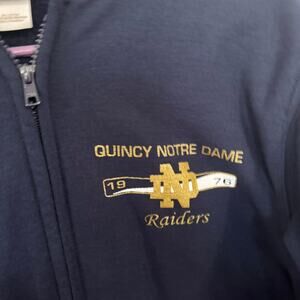 QUINCY NOTRE DAME
19 ND 76
Raiders